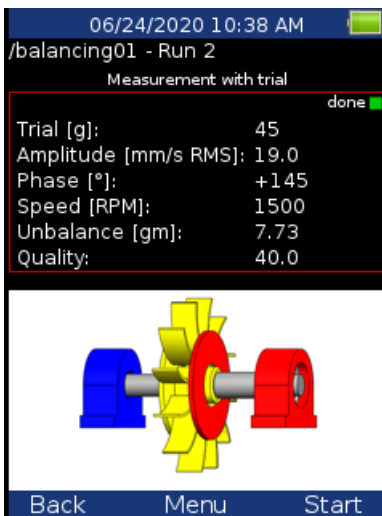 06/24/2020 10:38 AM
/balancing01 - Run 2
Measurement with trial
done
Trial [g]: 45
Amplitude [mm/s RMS]: 19.0
Phase [°]: +145
Speed [RPM]: 1500
Unbalance [gm]: 7.73
Quality: 40.0
Back Menu Start